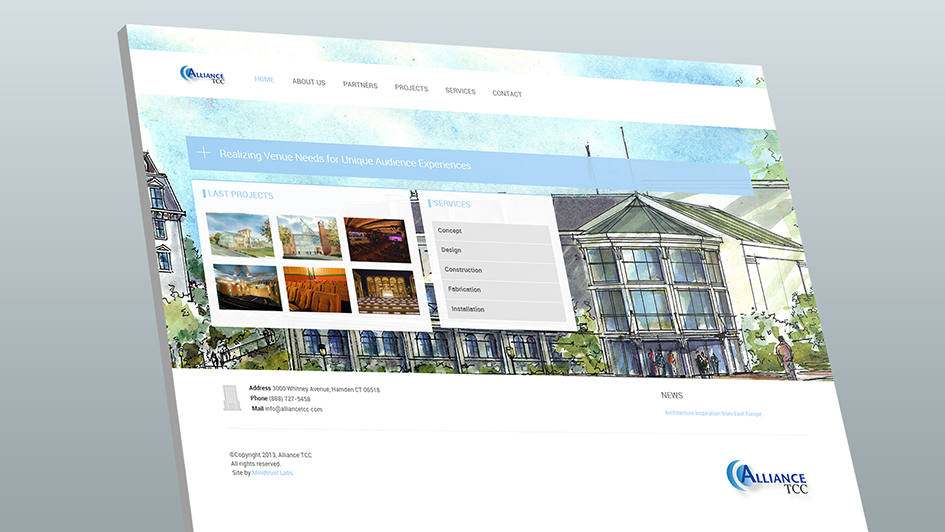 ALLIANCE
TCC
HOME
ABOUT US
PARTNERS
PROJECTS
SERVICES
CONTACT
Realizing Venue Needs for Unique Audience Experiences
LAST PROJECTS
SERVICES
Concept
Design
Construction
Fabrication
Installation
Address 3000 Whitney Avenue, Hamden CT 06518
Phone (888) 727-5458
Mail info@alliancetcc.com
NEWS
Architecture inspiration from East Europe
©Copyright 2013, Alliance TCC
All rights reserved.
Site by Mindtrust Labs
ALLIANCE
TCC